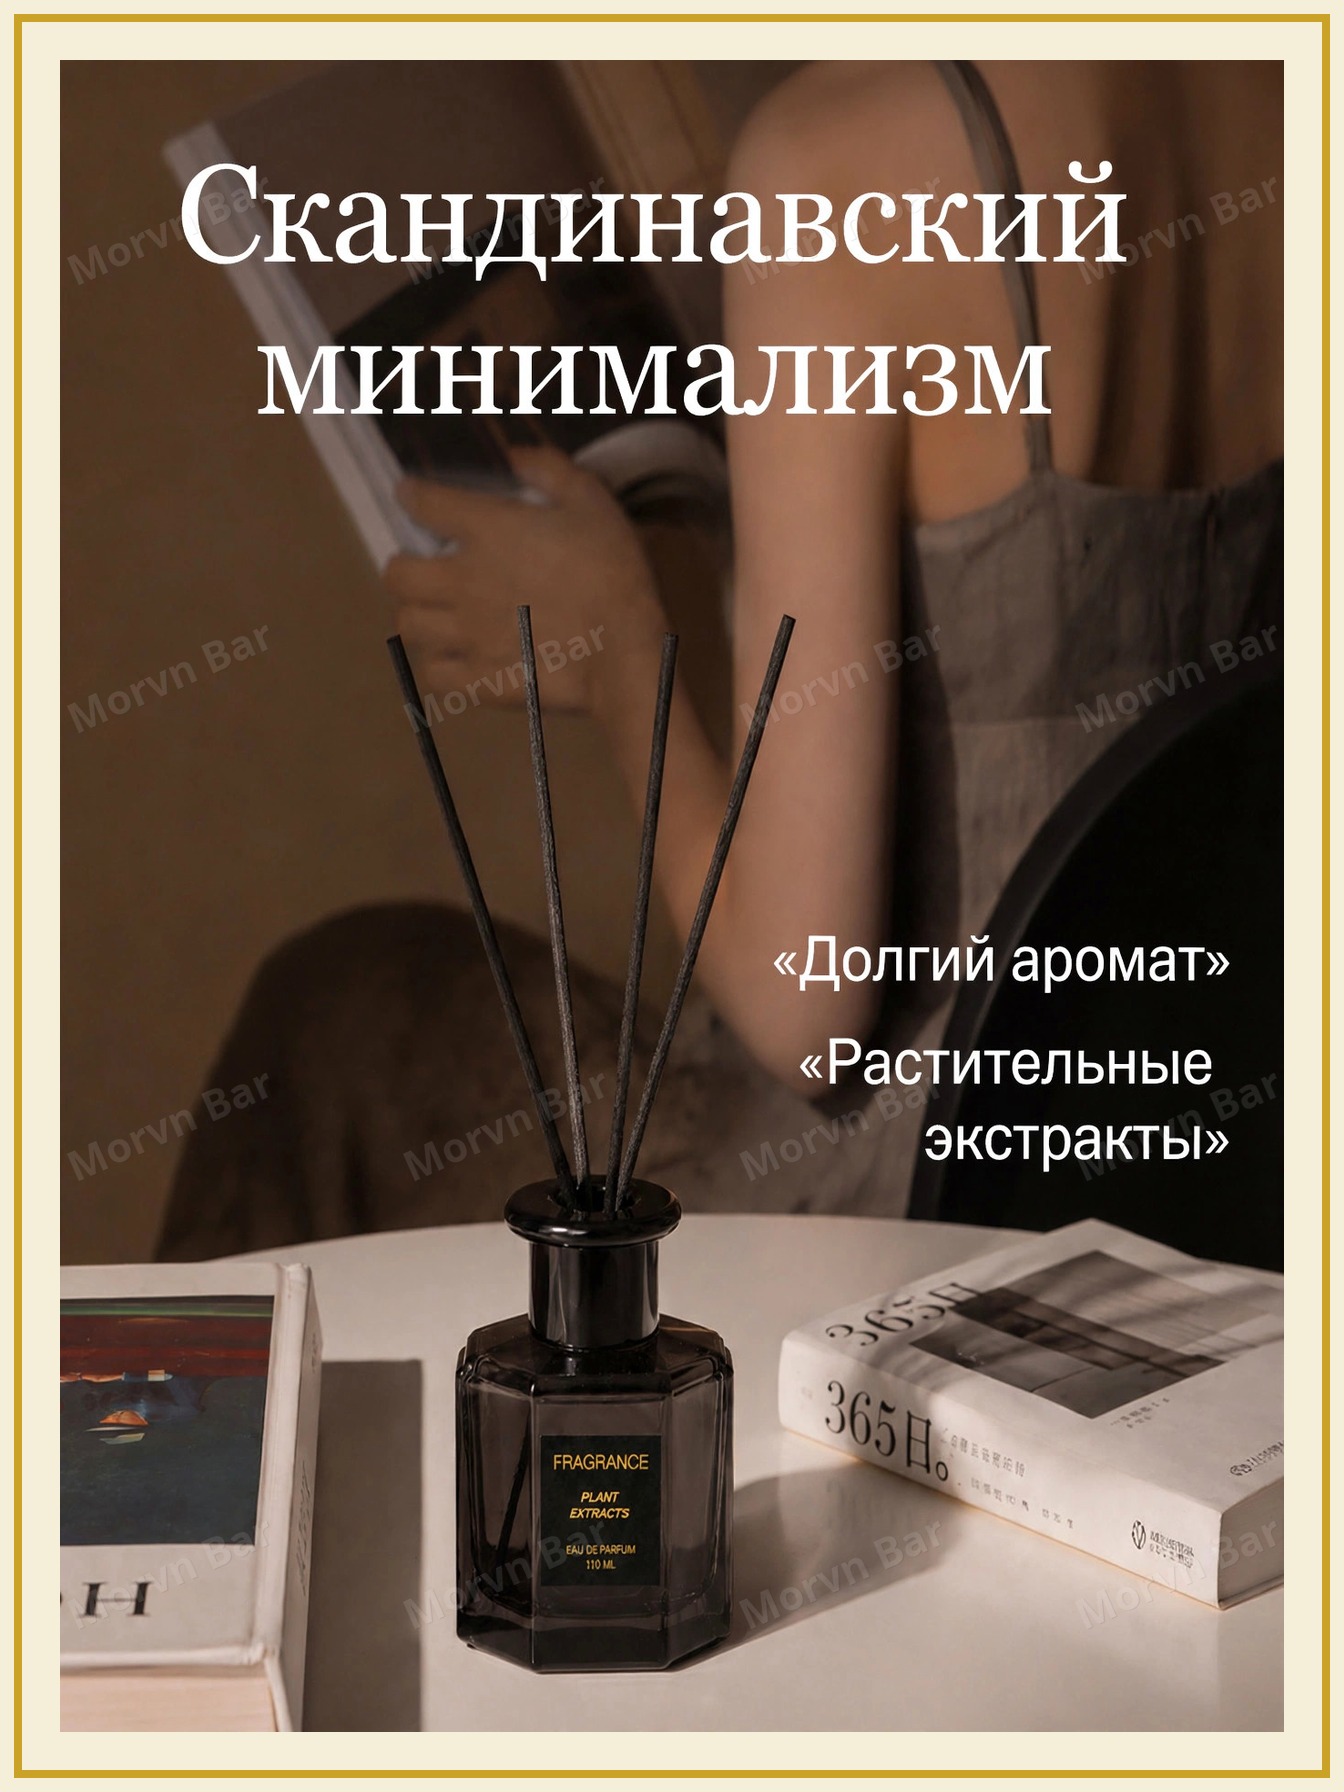 Скандинавский
минимализм
«Долгий аромат»
«Растительные
экстракты»
FRAGRANCE
PLANT
EXTRACTS
EAU DE PARFUM
110 ML
365日
365日。
Morvn Bar